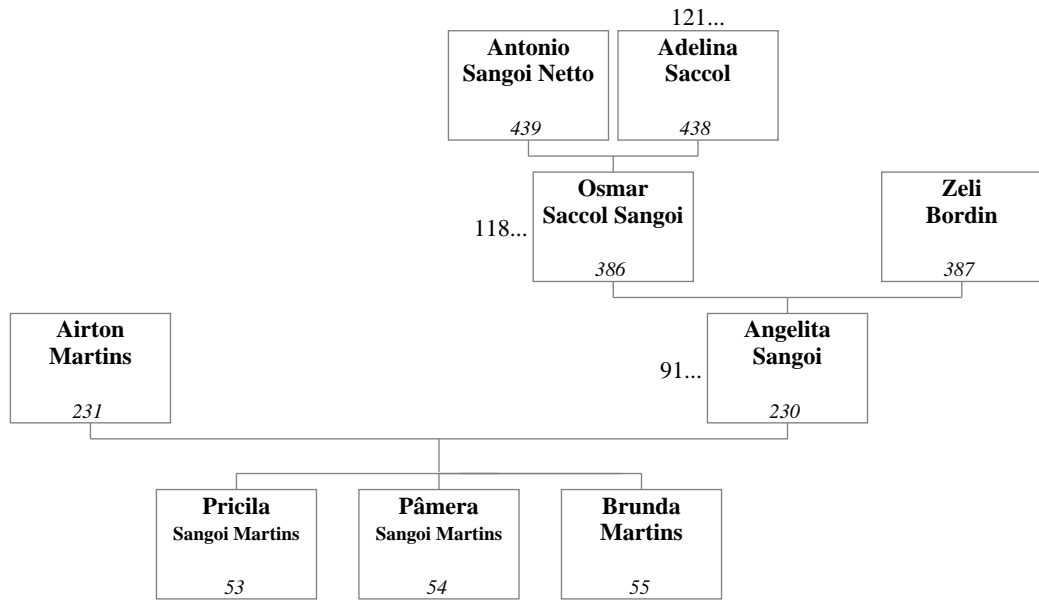 121...
Antonio
Sangoi Netto
439
Adelina
Saccol
438
118...
Osmar
Saccol Sangoi
386
Zeli
Bordin
387
Airton
Martins
231
91...
Angelita
Sangoi
230
Pricila
Sangoi Martins
53
Pâmera
Sangoi Martins
54
Brunda
Martins
55